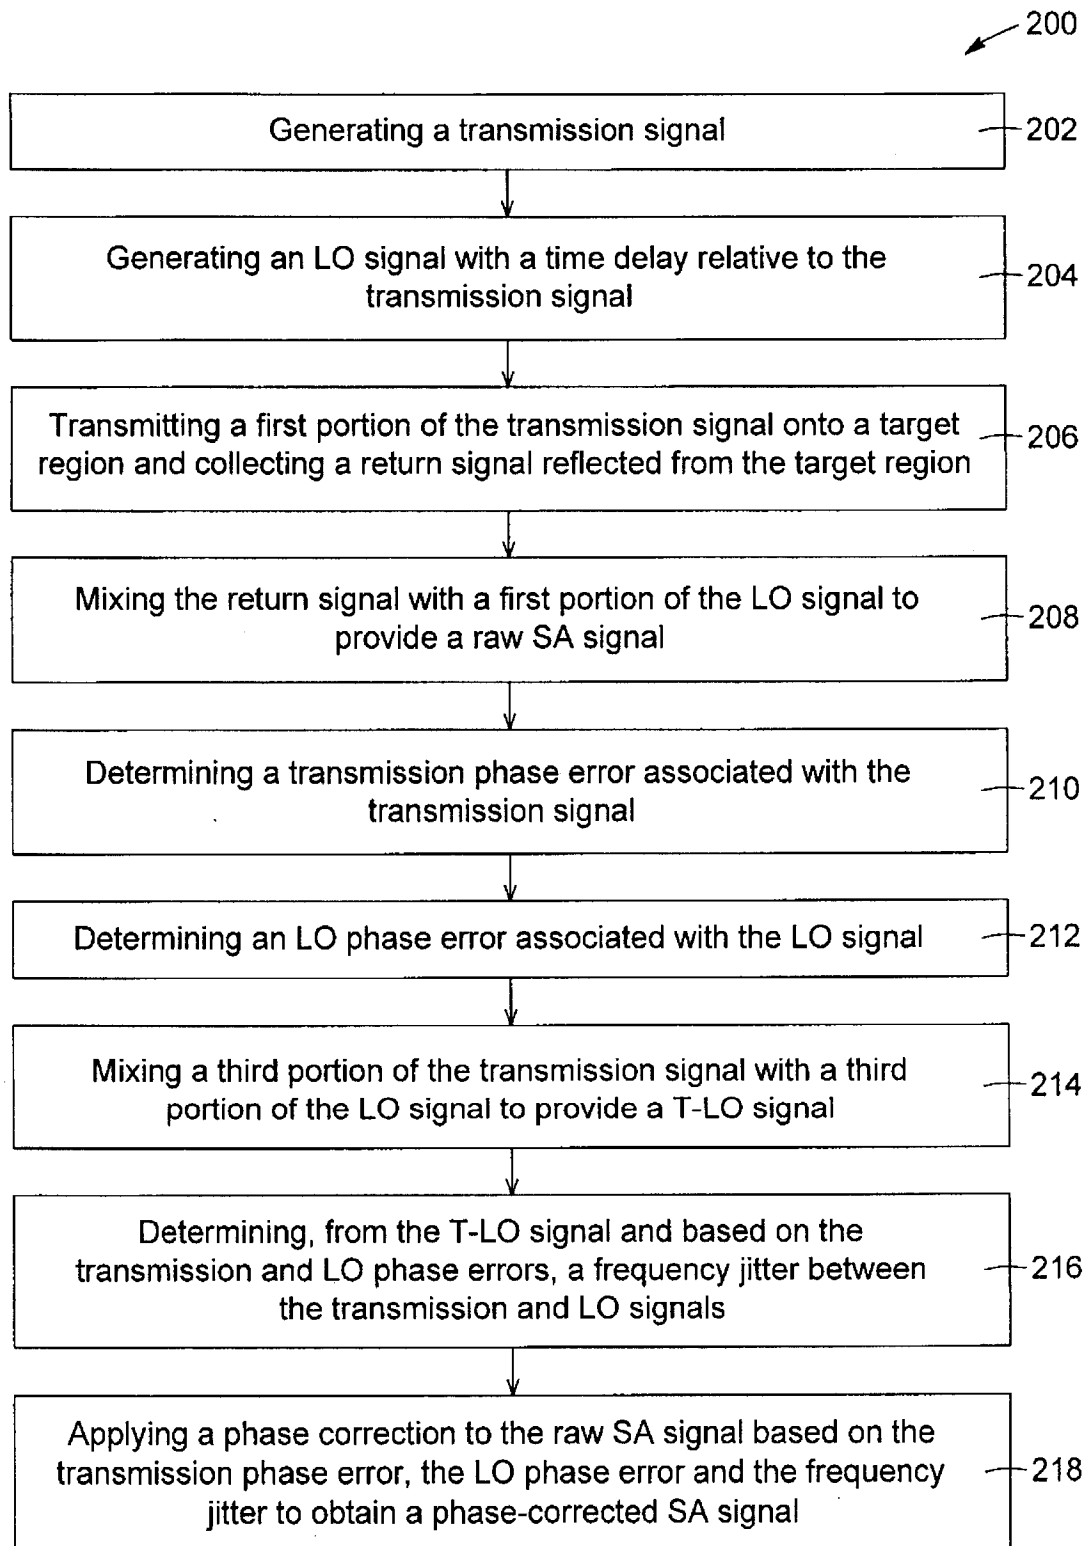 200
Generating a transmission signal
202
Generating an LO signal with a time delay relative to the
transmission signal
204
Transmitting a first portion of the transmission signal onto a target
region and collecting a return signal reflected from the target region
206
Mixing the return signal with a first portion of the LO signal to
provide a raw SA signal
208
Determining a transmission phase error associated with the
transmission signal
210
Determining an LO phase error associated with the LO signal
212
Mixing a third portion of the transmission signal with a third
portion of the LO signal to provide a T-LO signal
214
Determining, from the T-LO signal and based on the
transmission and LO phase errors, a frequency jitter between
the transmission and LO signals
216
Applying a phase correction to the raw SA signal based on the
transmission phase error, the LO phase error and the frequency
jitter to obtain a phase-corrected SA signal
218